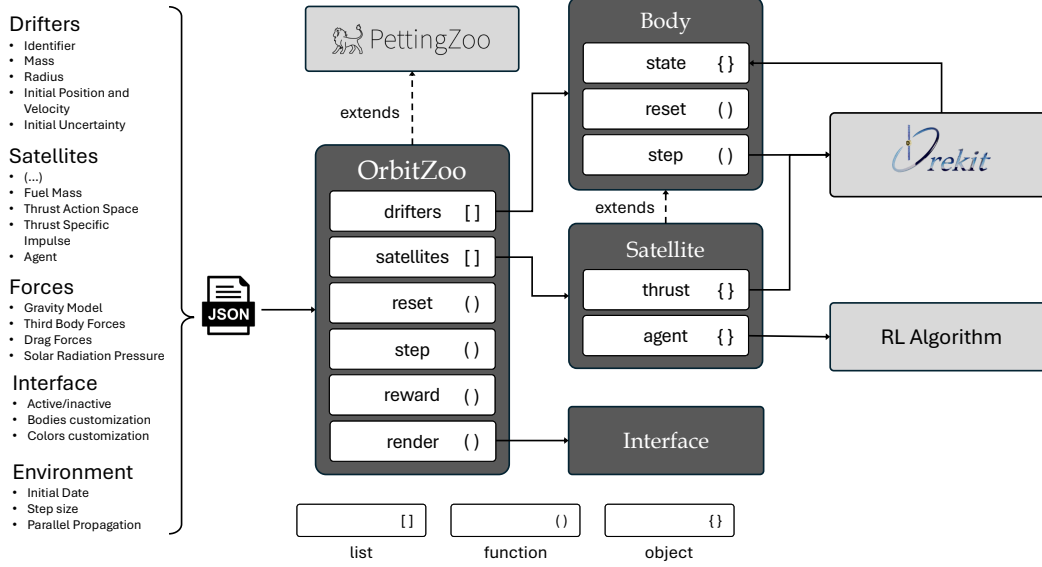 Drifters
• Identifier
• Mass
• Radius
• Initial Position and
Velocity
• Initial Uncertainty
Satellites
• (...)
• Fuel Mass
• Thrust Action Space
• Thrust Specific
Impulse
• Agent
Forces
• Gravity Model
• Third Body Forces
• Drag Forces
• Solar Radiation Pressure
Interface
• Active/inactive
• Bodies customization
• Colors customization
Environment
• Initial Date
• Step size
• Parallel Propagation
JSON
PettingZoo
extends
OrbitZoo
drifters [ ]
satellites [ ]
reset ( )
step ( )
reward ( )
render ( )
Body
state { }
reset ( )
step ( )
extends
Satellite
thrust { }
agent { }
Interface
Orekit
RL Algorithm
[ ]
list
( )
function
{ }
object